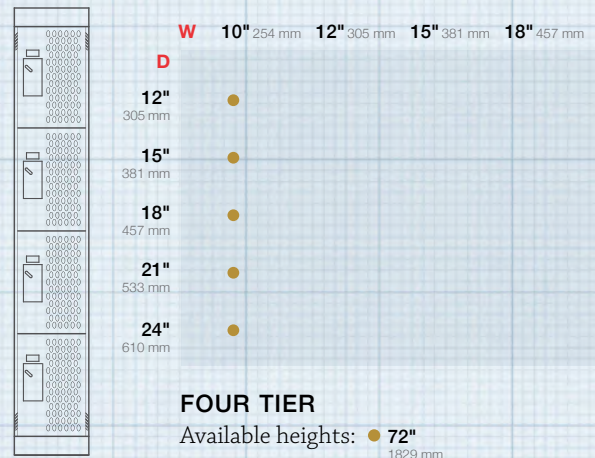 W 10" 254 mm 12" 305 mm 15" 381 mm 18" 457 mm
D
12"
305 mm
15"
381 mm
18"
457 mm
21"
533 mm
24"
610 mm
FOUR TIER
Available heights: 72"
1829 mm